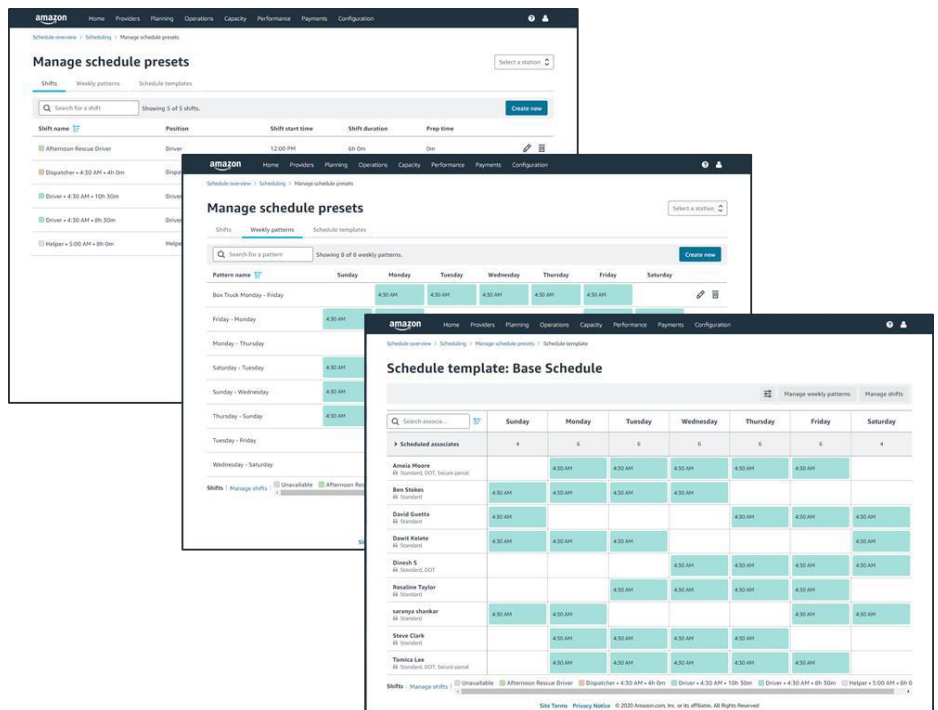 amazon Home Providers Planning Operations Capacity Performance Payments Configuration
Schedule overview > Scheduling > Manage schedule presets
Manage schedule presets
Select a station
Shifts Weekly patterns Schedule templates
Search for a shift Showing 5 of 5 shifts. Create new
Shift name Position Shift start time Shift duration Prep time
Afternoon Rescue Driver Driver 12:00 PM 6h 0m 0m
Dispatcher • 4:30 AM • 4h 0m
Driver • 4:30 AM • 10h 30m Driver
Driver • 4:30 AM • 8h 50m Driver
Helper • 5:00 AM • 6h 0m Helper
amazon Home Providers Planning Operations Capacity Performance Payments Configuration
Schedule overview > Scheduling > Manage schedule presets
Manage schedule presets
Select a station
Shifts Weekly patterns Schedule templates
Search for a pattern Showing 8 of 8 weekly patterns. Create new
Pattern name Sunday Monday Tuesday Wednesday Thursday Friday Saturday
Box Truck Monday - Friday 4:30 AM 4:30 AM 4:30 AM 4:30 AM 4:30 AM
Friday - Monday 4:30 AM
Monday - Thursday
Saturday - Tuesday 4:30 AM
Sunday - Wednesday 4:30 AM
Thursday - Sunday 4:30 AM
Tuesday - Friday
Wednesday - Saturday
Shifts | Manage shifts | Unavailable Afternoon
amazon Home Providers Planning Operations Capacity Performance Payments Configuration
Schedule overview > Scheduling > Manage schedule presets > Schedule template
Schedule template: Base Schedule
Manage weekly patterns Manage shifts
Search associa... Sunday Monday Tuesday Wednesday Thursday Friday Saturday
> Scheduled associates 4 6 6 6 6 6 4
Ameia Moore 4:30 AM 4:30 AM 4:30 AM 4:30 AM 4:30 AM
Standard, DOT, Secure parcel
Ben Stokes 4:30 AM 4:30 AM 4:30 AM 4:30 AM
Standard
David Guetta 4:30 AM 4:30 AM 4:30 AM 4:30 AM
Standard
Dawit Kelete 4:30 AM 4:30 AM 4:30 AM 4:30 AM
Standard
Dinesh S 4:30 AM 4:30 AM 4:30 AM 4:30 AM
Standard, DOT
Rosaline Taylor 4:30 AM 4:30 AM 4:30 AM 4:30 AM
Standard
saranya shankar 4:30 AM 4:30 AM 4:30 AM 4:30 AM
Standard
Steve Clark 4:30 AM 4:30 AM 4:30 AM 4:30 AM
Standard
Tomica Lee 4:30 AM 4:30 AM 4:30 AM 4:30 AM 4:30 AM
Standard, DOT, Secure parcel
Shifts | Manage shifts | Unavailable Afternoon Rescue Driver Dispatcher • 4:30 AM • 4h 0m Driver • 4:30 AM • 10h 30m Driver • 4:30 AM • 8h 50m Helper • 5:00 AM • 6h 0
Site Terms Privacy Notice © 2020 Amazon.com, Inc. or its affiliates. All Rights Reserved